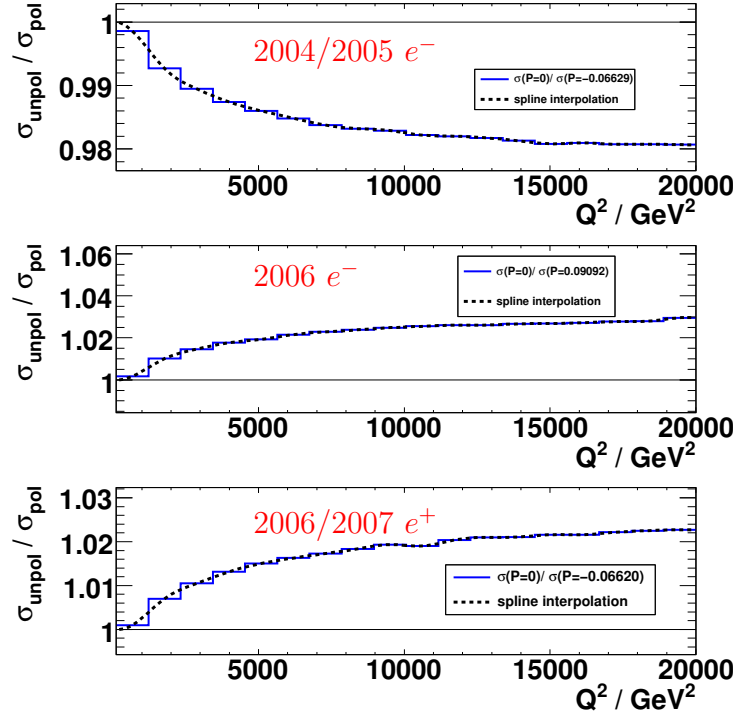 σunpol / σpol
1
0.99
0.98
2004/2005 e⁻
σ(P=0)/ σ(P=-0.06629)
spline interpolation
5000 10000 15000 20000
Q² / GeV²
σunpol / σpol
1.06
1.04
1.02
1
2006 e⁻
σ(P=0)/ σ(P=0.09092)
spline interpolation
5000 10000 15000 20000
Q² / GeV²
σunpol / σpol
1.03
1.02
1.01
1
2006/2007 e⁺
σ(P=0)/ σ(P=-0.06620)
spline interpolation
5000 10000 15000 20000
Q² / GeV²